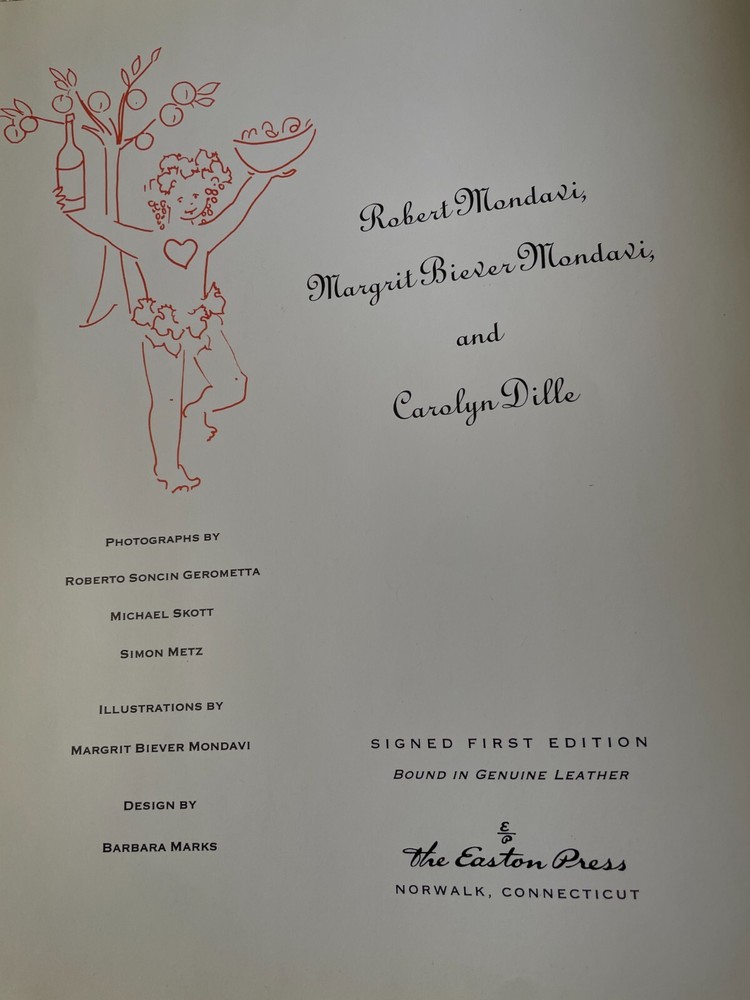 Robert Mondavi,
Margrit Biever Mondavi,
and
Carolyn Dille
PHOTOGRAPHS BY
ROBERTO SONCIN GEROMETTA
MICHAEL SKOTT
SIMON METZ
ILLUSTRATIONS BY
MARGRIT BIEVER MONDAVI
DESIGN BY
BARBARA MARKS
SIGNED FIRST EDITION
BOUND IN GENUINE LEATHER
E
P
the Easton Press
NORWALK, CONNECTICUT